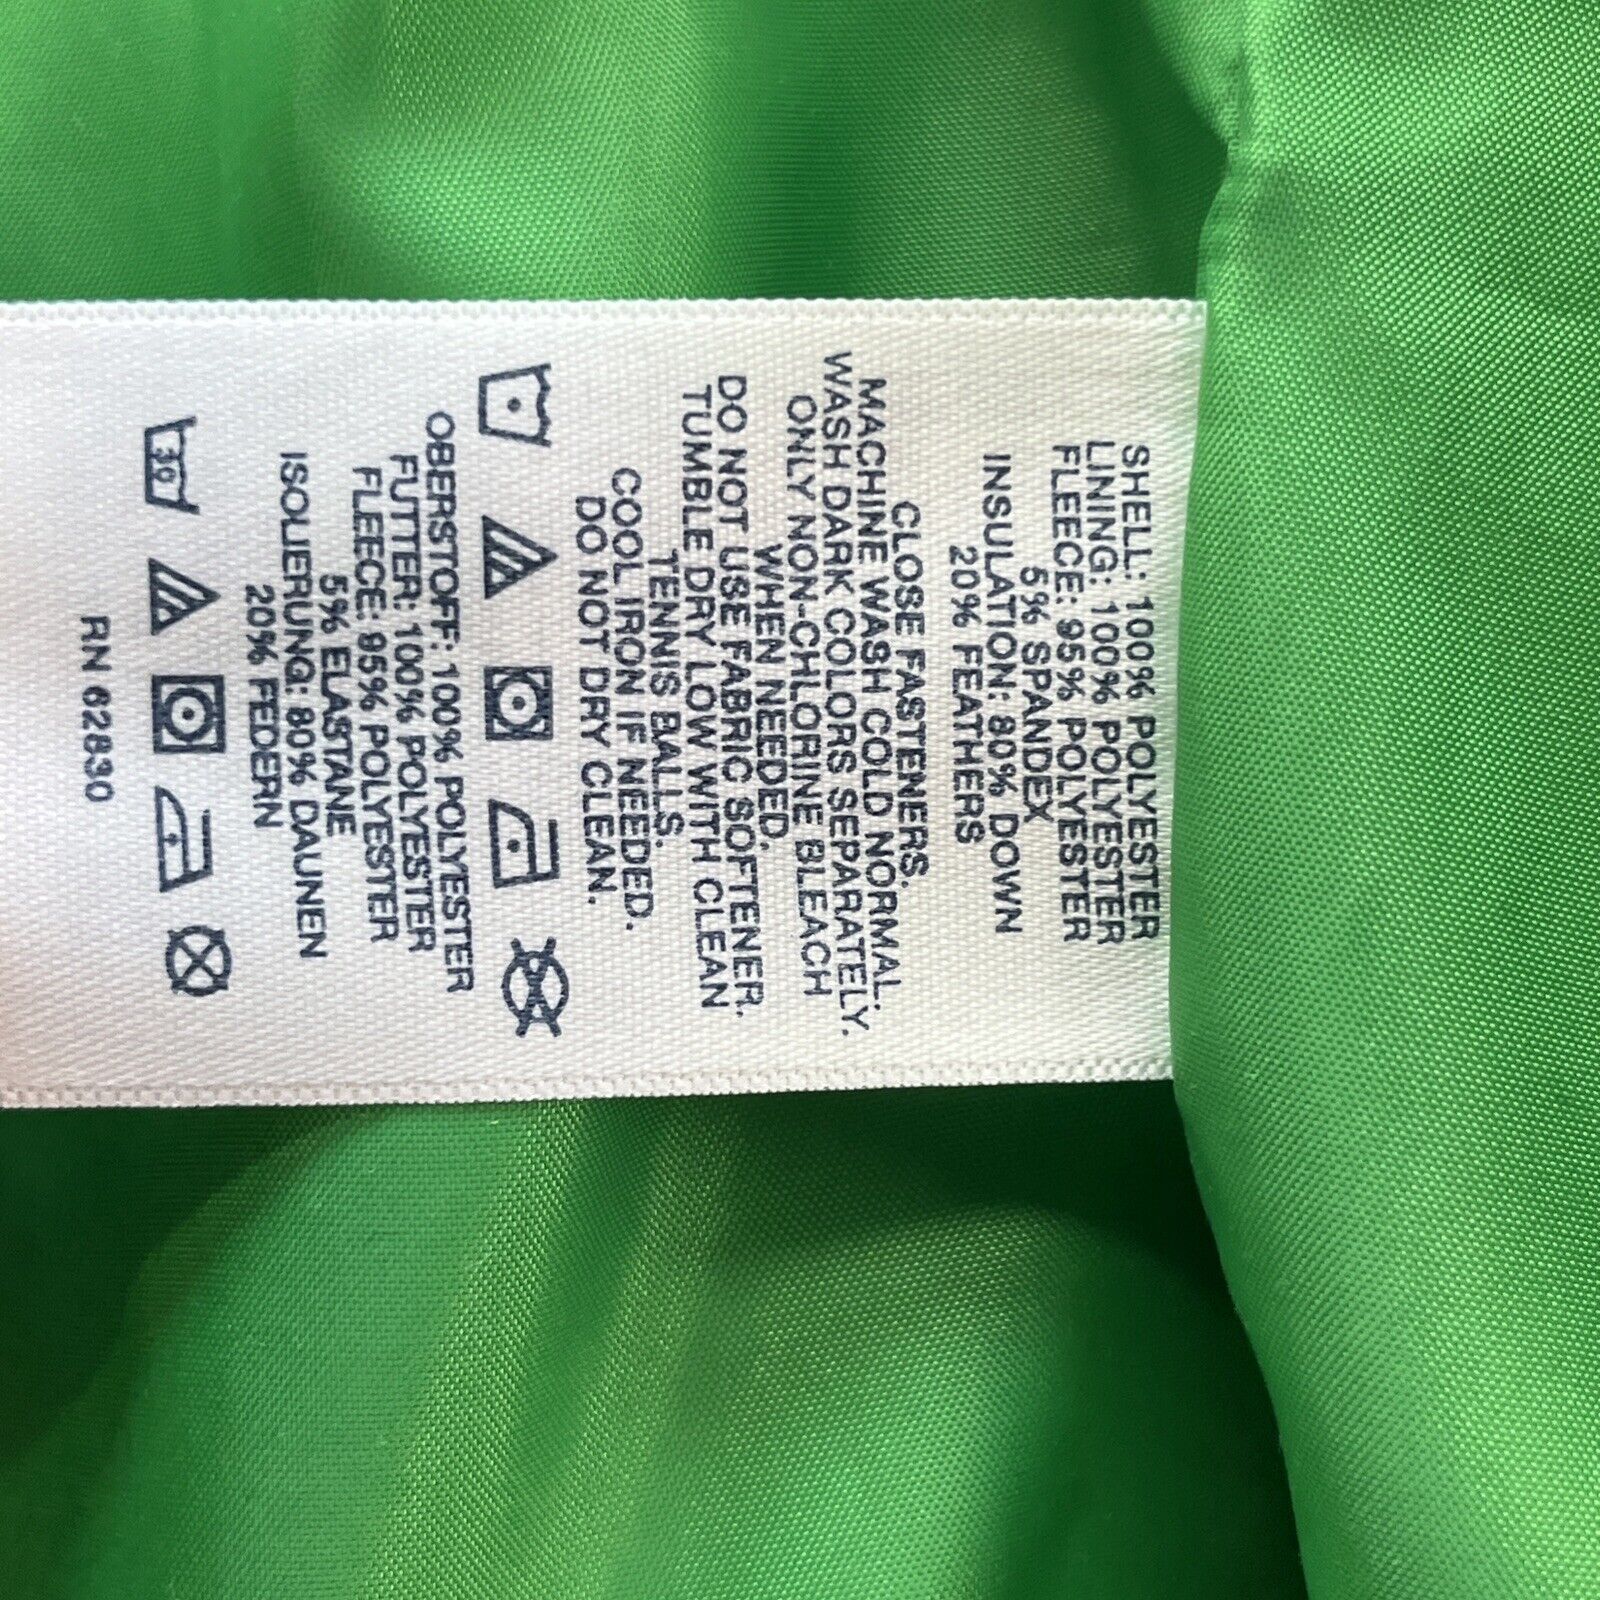 SHELL: 100% POLYESTER
LINING: 100% POLYESTER
FLEECE: 95% POLYESTER
5% SPANDEX
INSULATION: 80% DOWN
20% FEATHERS
CLOSE FASTENERS.
MACHINE WASH COLD NORMAL.
WASH DARK COLORS SEPARATELY.
ONLY NON-CHLORINE BLEACH
WHEN NEEDED.
DO NOT USE FABRIC SOFTENER.
TUMBLE DRY LOW WITH CLEAN
TENNIS BALLS.
COOL IRON IF NEEDED.
DO NOT DRY CLEAN.
OBERSTOFF: 100% POLYESTER
FUTTER: 100% POLYESTER
FLEECE: 95% POLYESTER
5% ELASTANE
ISOLIERUNG: 80% DAUNEN
20% FEDERN
30
RN 62830